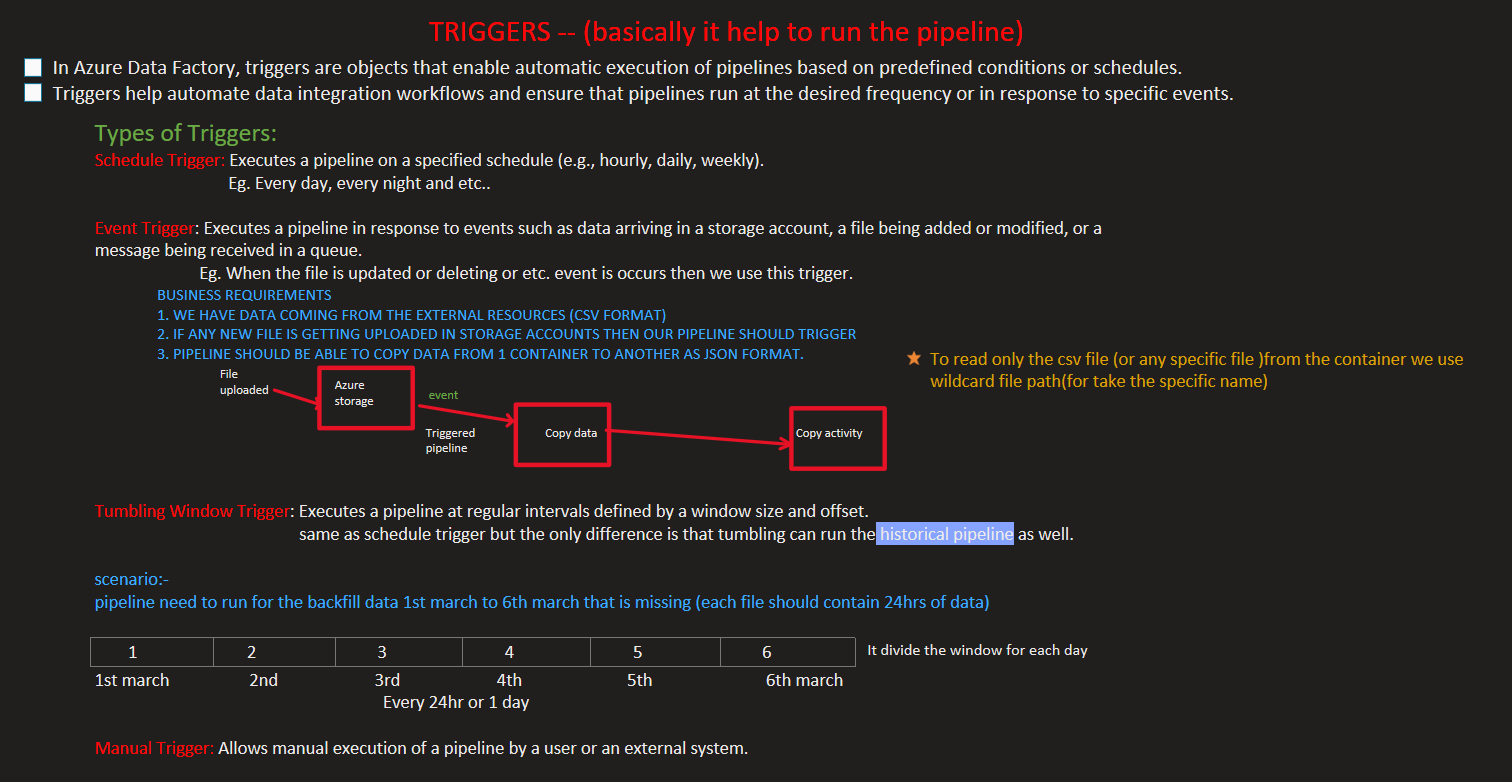 TRIGGERS -- (basically it help to run the pipeline)
In Azure Data Factory, triggers are objects that enable automatic execution of pipelines based on predefined conditions or schedules.
Triggers help automate data integration workflows and ensure that pipelines run at the desired frequency or in response to specific events.
Types of Triggers:
Schedule Trigger: Executes a pipeline on a specified schedule (e.g., hourly, daily, weekly).
Eg. Every day, every night and etc..
Event Trigger: Executes a pipeline in response to events such as data arriving in a storage account, a file being added or modified, or a
message being received in a queue.
Eg. When the file is updated or deleting or etc. event is occurs then we use this trigger.
BUSINESS REQUIREMENTS
1. WE HAVE DATA COMING FROM THE EXTERNAL RESOURCES (CSV FORMAT)
2. IF ANY NEW FILE IS GETTING UPLOADED IN STORAGE ACCOUNTS THEN OUR PIPELINE SHOULD TRIGGER
3. PIPELINE SHOULD BE ABLE TO COPY DATA FROM 1 CONTAINER TO ANOTHER AS JSON FORMAT.
To read only the csv file (or any specific file )from the container we use
wildcard file path(for take the specific name)
File
uploaded
Azure
storage
event
Triggered
pipeline
Copy data
Copy activity
Tumbling Window Trigger: Executes a pipeline at regular intervals defined by a window size and offset.
same as schedule trigger but the only difference is that tumbling can run the historical pipeline as well.
scenario:-
pipeline need to run for the backfill data 1st march to 6th march that is missing (each file should contain 24hrs of data)
1 2 3 4 5 6
It divide the window for each day
1st march 2nd 3rd 4th 5th 6th march
Every 24hr or 1 day
Manual Trigger: Allows manual execution of a pipeline by a user or an external system.